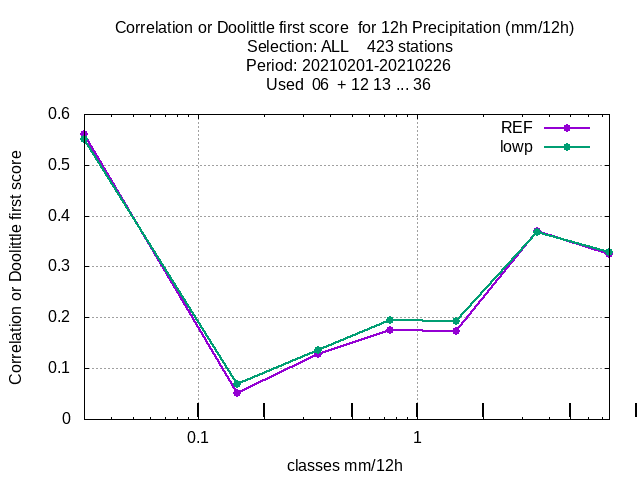 Correlation or Doolittle first score  for 12h Precipitation (mm/12h)
Selection: ALL    423 stations
Period: 20210201-20210226
Used  06  + 12 13 ... 36
REF
lowp
Correlation or Doolittle first score
0.6
0.5
0.4
0.3
0.2
0.1
0
0.1 1
classes mm/12h